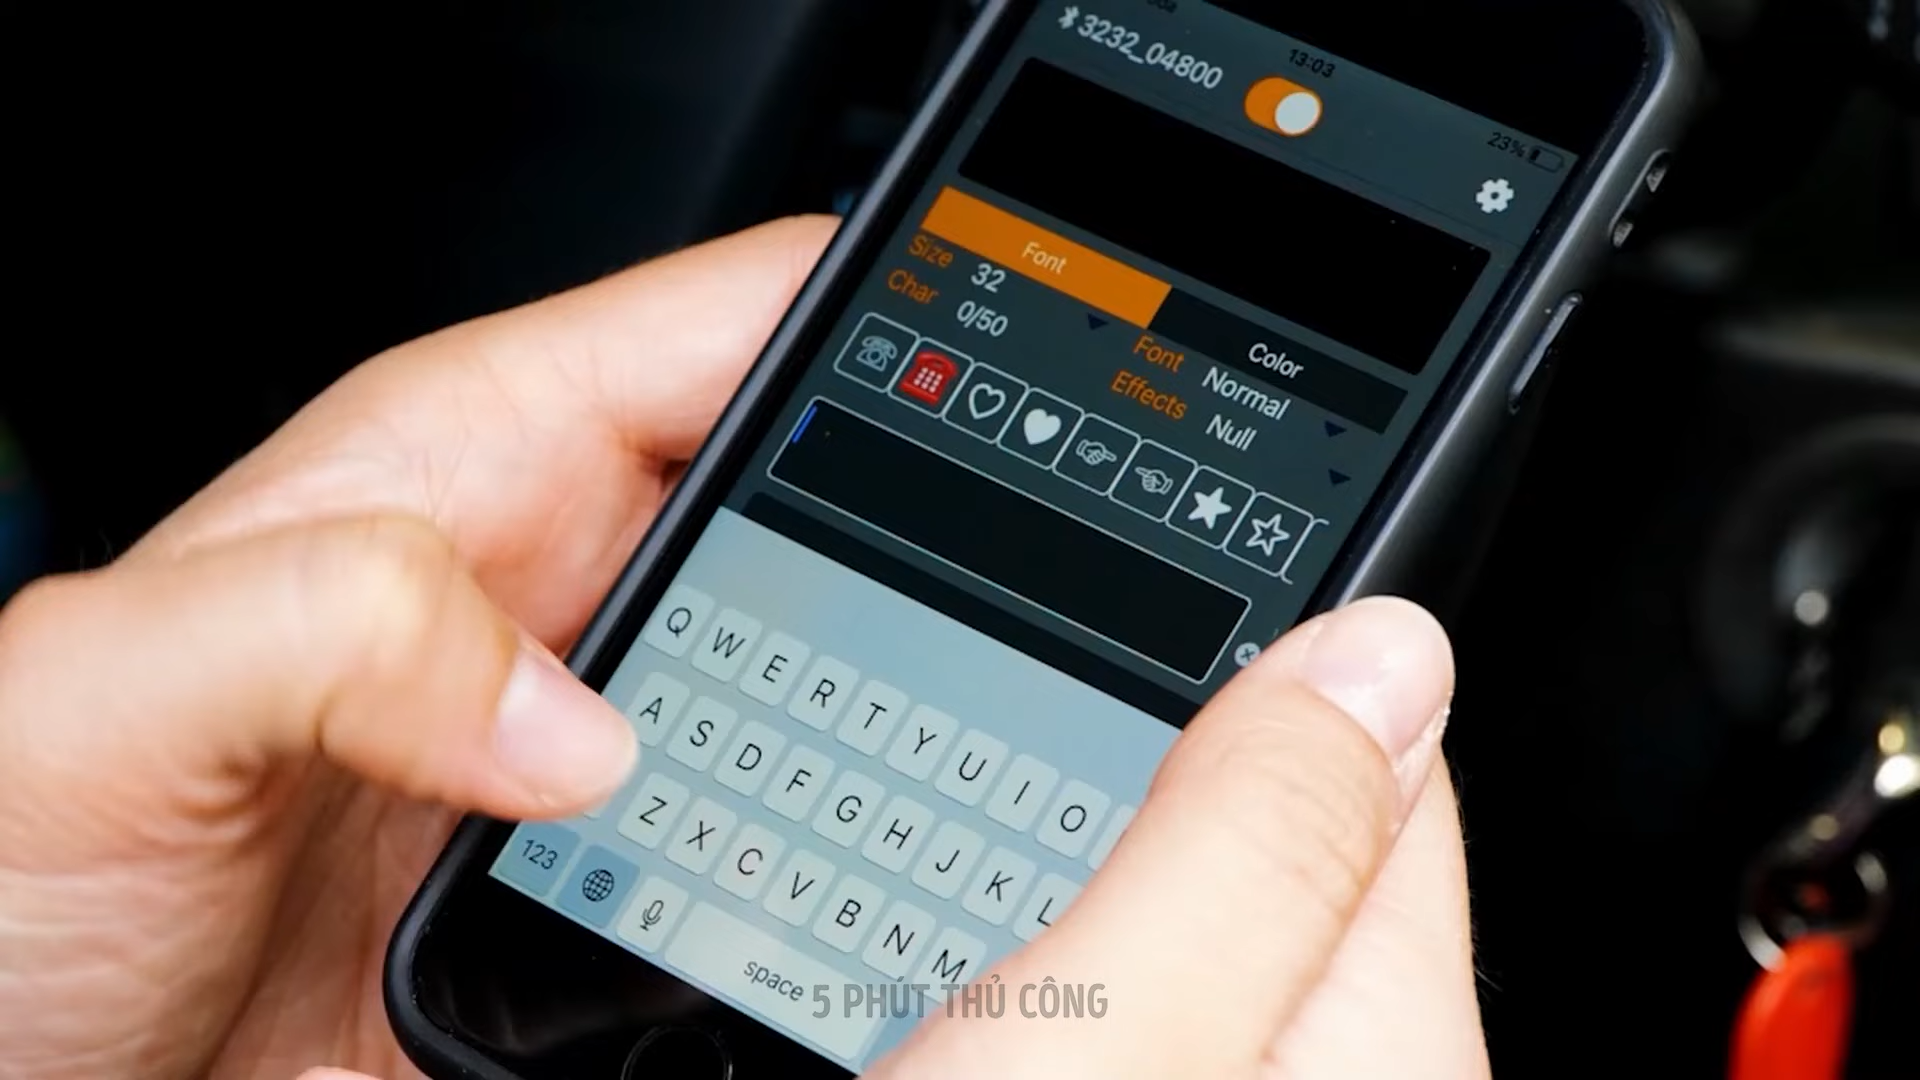 3232_04800
13:03
23%
Font
Color
Size 32
Font Normal
Char 0/50
Effects Null
Q W E R T Y U I O
A S D F G H J K L
Z X C V B N M
123
space
5 PHÚT THỦ CÔNG